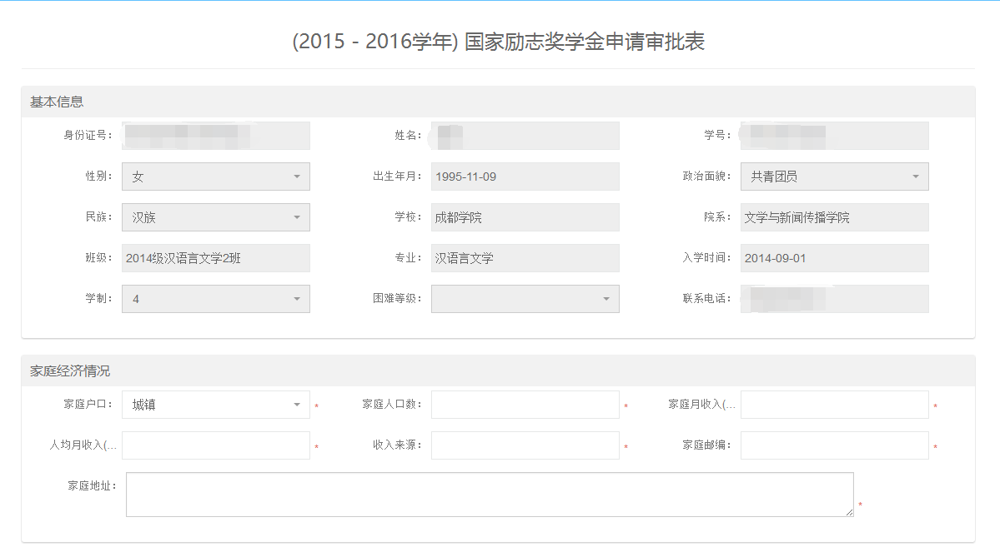 (2015 - 2016学年) 国家励志奖学金申请审批表
基本信息
身份证号： 姓名： 学号：
性别： 女 出生年月： 1995-11-09 政治面貌： 共青团员
民族： 汉族 学校： 成都学院 院系： 文学与新闻传播学院
班级： 2014级汉语言文学2班 专业： 汉语言文学 入学时间： 2014-09-01
学制： 4 困难等级： 联系电话：
家庭经济情况
家庭户口： 城镇 * 家庭人口数： * 家庭月收入(... *
人均月收入(... * 收入来源： * 家庭邮编： *
家庭地址： *